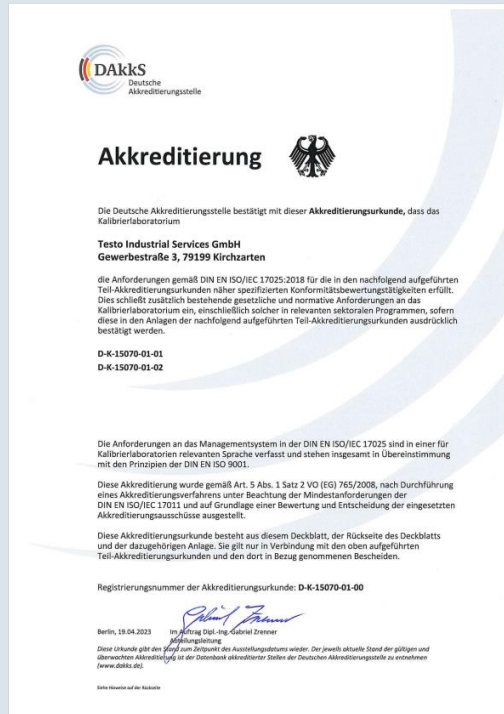 DAkkS
Deutsche
Akkreditierungsstelle
Akkreditierung
Die Deutsche Akkreditierungsstelle bestätigt mit dieser Akkreditierungsurkunde, dass das
Kalibrierlaboratorium
Testo Industrial Services GmbH
Gewerbestraße 3, 79199 Kirchzarten
die Anforderungen gemäß DIN EN ISO/IEC 17025:2018 für die in den nachfolgend aufgeführten
Teil-Akkreditierungsurkunden näher spezifizierten Konformitätsbewertungstätigkeiten erfüllt.
Dies schließt zusätzlich bestehende gesetzliche und normative Anforderungen an das
Kalibrierlaboratorium ein, einschließlich solcher in relevanten sektoralen Programmen, sofern
diese in den Anlagen der nachfolgend aufgeführten Teil-Akkreditierungsurkunden ausdrücklich
bestätigt werden.
D-K-15070-01-01
D-K-15070-01-02
Die Anforderungen an das Managementsystem in der DIN EN ISO/IEC 17025 sind in einer für
Kalibrierlaboratorien relevanten Sprache verfasst und stehen insgesamt in Übereinstimmung
mit den Prinzipien der DIN EN ISO 9001.
Diese Akkreditierung wurde gemäß Art. 5 Abs. 1 Satz 2 VO (EG) 765/2008, nach Durchführung
eines Akkreditierungsverfahrens unter Beachtung der Mindestanforderungen der
DIN EN ISO/IEC 17011 und auf Grundlage einer Bewertung und Entscheidung der eingesetzten
Akkreditierungsausschüsse ausgestellt.
Diese Akkreditierungsurkunde besteht aus diesem Deckblatt, der Rückseite des Deckblatts
und der dazugehörigen Anlage. Sie gilt nur in Verbindung mit den oben aufgeführten
Teil-Akkreditierungsurkunden und den dort in Bezug genommenen Bescheiden.
Registrierungsnummer der Akkreditierungsurkunde: D-K-15070-01-00
Berlin, 19.04.2023
Im Auftrag Dipl.-Ing. Gabriel Zrenner
Abteilungsleitung
Diese Urkunde gibt den Stand zum Zeitpunkt des Ausstellungsdatums wieder. Der jeweils aktuelle Stand der gültigen und
überwachten Akkreditierung ist der Datenbank akkreditierter Stellen der Deutschen Akkreditierungsstelle zu entnehmen
(www.dakks.de).
Siehe Hinweise auf der Rückseite